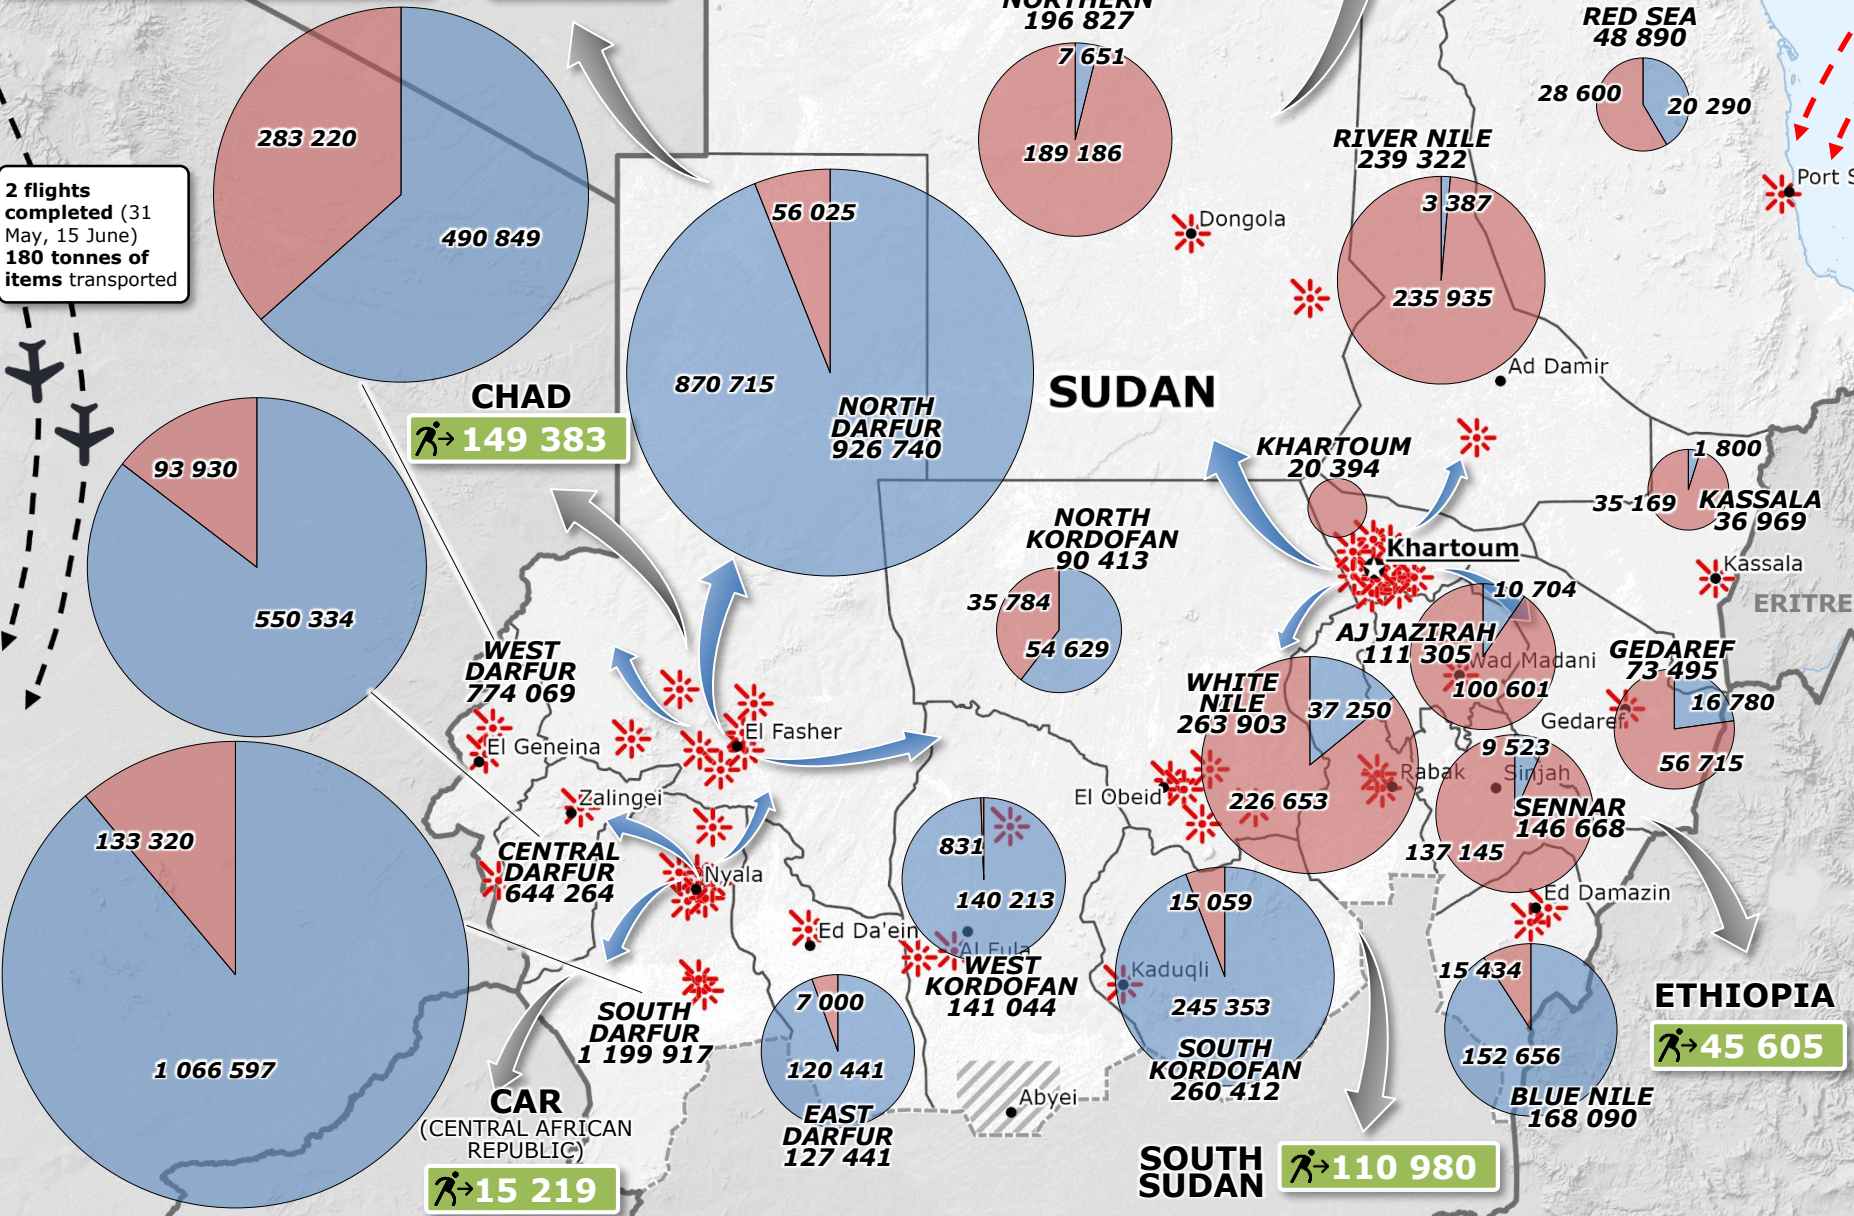 NORTHERN
196 827
7 651
189 186
RED SEA
48 890
28 600
20 290
RIVER NILE
239 322
3 387
235 935
Port S
283 220
490 849
2 flights
completed (31
May, 15 June)
180 tonnes of
items transported
56 025
870 715
NORTH
DARFUR
926 740
Dongola
SUDAN
Ad Damir
CHAD
149 383
93 930
550 334
KHARTOUM
20 394
Khartoum
1 800
35 169
KASSALA
36 969
Kassala
ERITRE
NORTH
KORDOFAN
90 413
35 784
54 629
10 704
AJ JAZIRAH
111 305
Wad Madani
100 601
GEDAREF
73 495
16 780
Gedaref
56 715
WEST
DARFUR
774 069
El Geneina
El Fasher
WHITE
NILE
263 903
37 250
226 653
Rabak
El Obeid
9 523
Sinjah
SENNAR
146 668
137 145
Zalingei
CENTRAL
DARFUR
644 264
Nyala
133 320
1 066 597
831
140 213
Al Fula
WEST
KORDOFAN
141 044
Ed Da'ein
15 059
Kaduqli
245 353
SOUTH
KORDOFAN
260 412
Ed Damazin
15 434
152 656
BLUE NILE
168 090
ETHIOPIA
45 605
SOUTH
DARFUR
1 199 917
7 000
120 441
EAST
DARFUR
127 441
Abyei
CAR
(CENTRAL AFRICAN
REPUBLIC)
15 219
SOUTH
SUDAN
110 980